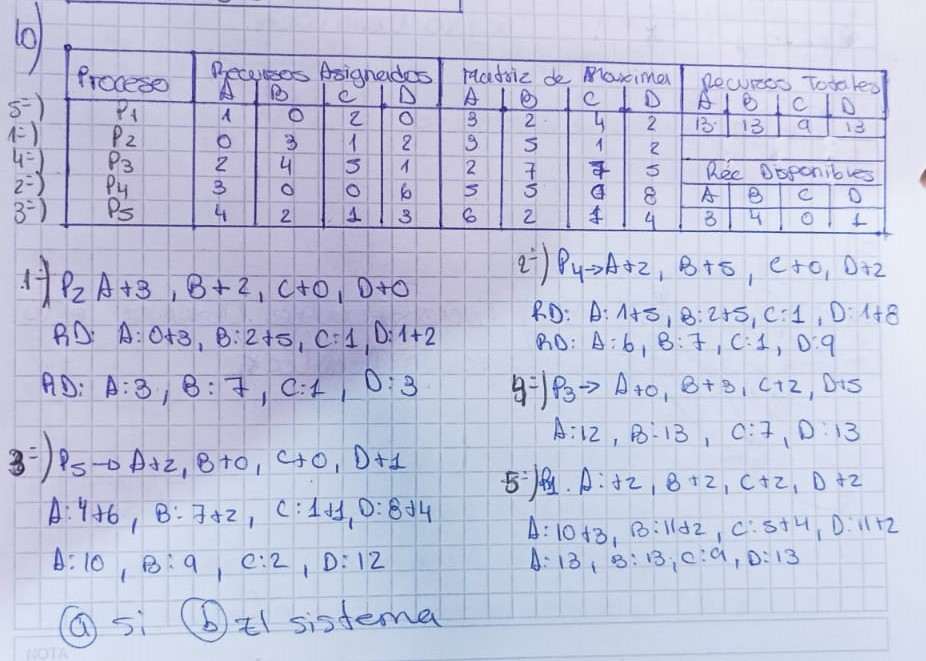 6)
Proceso | Recursos Asignados | Matriz de Maxima | Recursos Totales
A B C D | A B C D | A B C D
5=) P1 | 1 0 2 0 | 3 2 4 2 | 13 13 9 13
1=) P2 | 0 3 1 2 | 3 5 1 2
4=) P3 | 2 4 5 1 | 2 7 7 5 | Réc Disponibles
2=) P4 | 3 0 0 6 | 5 5 8 | A B C D
3=) P5 | 4 2 1 3 | 6 2 1 4 | 3 4 0 1
1=) P2 A+3, B+2, C+0, D+0
RD: A:0+3, B:2+5, C:1, D:1+2
RD: A:3, B:7, C:1, D:3
2=) P4→A+2, B+5, C+0, D+2
RD: A:1+5, B:2+5, C:1, D:1+8
RD: A:6, B:7, C:1, D:9
3=) P5→ A+2, B+0, C+0, D+1
A:4+6, B:7+2, C:1+1, D:8+4
A:10, B:9, C:2, D:12
4=) P3→ A+0, B+3, C+2, D+5
A:12, B:13, C:7, D:13
5=) P1. A:+2, B+2, C+2, D+2
A:10+3, B:11+2, C:5+4, D:11+2
A:13, B:13, C:9, D:13
a si b El sistema
NOTA